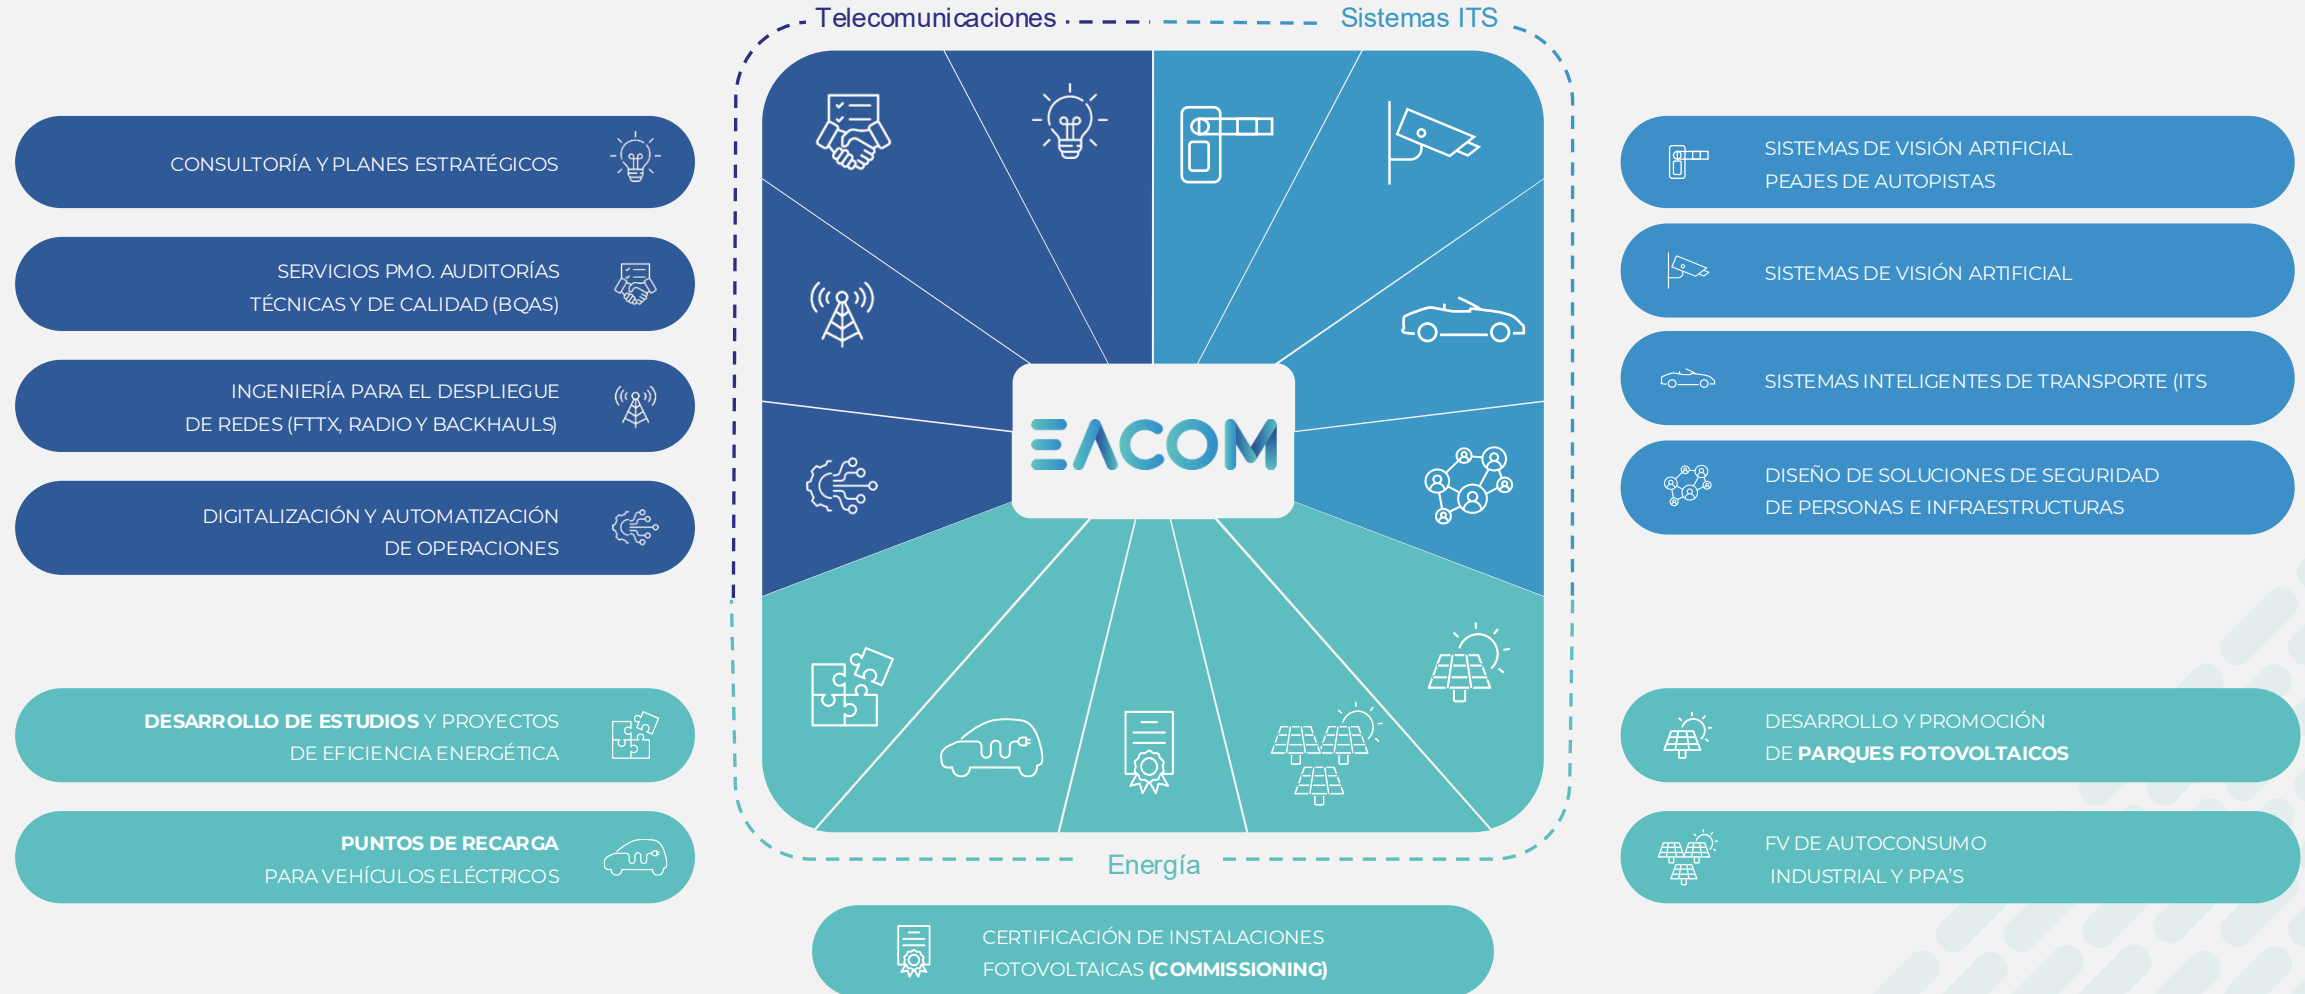 Telecomunicaciones
Sistemas ITS
CONSULTORÍA Y PLANES ESTRATÉGICOS
SERVICIOS PMO. AUDITORÍAS
TÉCNICAS Y DE CALIDAD (BQAS)
INGENIERÍA PARA EL DESPLIEGUE
DE REDES (FTTX, RADIO Y BACKHAULS)
DIGITALIZACIÓN Y AUTOMATIZACIÓN
DE OPERACIONES
DESARROLLO DE ESTUDIOS Y PROYECTOS
DE EFICIENCIA ENERGÉTICA
PUNTOS DE RECARGA
PARA VEHÍCULOS ELÉCTRICOS
EACOM
SISTEMAS DE VISIÓN ARTIFICIAL
PEAJES DE AUTOPISTAS
SISTEMAS DE VISIÓN ARTIFICIAL
SISTEMAS INTELIGENTES DE TRANSPORTE (ITS
DISEÑO DE SOLUCIONES DE SEGURIDAD
DE PERSONAS E INFRAESTRUCTURAS
DESARROLLO Y PROMOCIÓN
DE PARQUES FOTOVOLTAICOS
FV DE AUTOCONSUMO
INDUSTRIAL Y PPA'S
Energía
CERTIFICACIÓN DE INSTALACIONES
FOTOVOLTAICAS (COMMISSIONING)